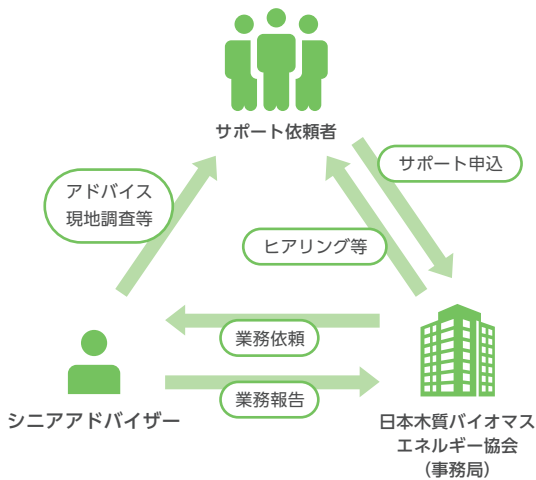 サポート依頼者
サポート申込
アドバイス
現地調査等
ヒアリング等
業務依頼
業務報告
シニアアドバイザー
日本木質バイオマス
エネルギー協会
（事務局）